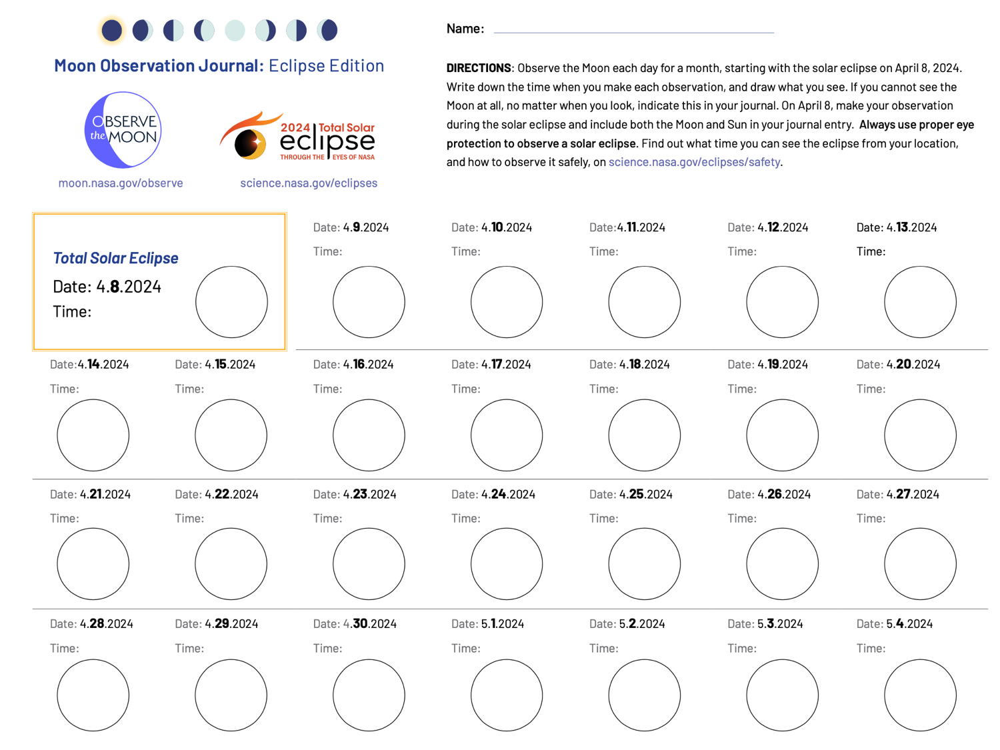 Moon Observation Journal: Eclipse Edition
OBSERVE
the MOON
moon.nasa.gov/observe
2024 Total Solar
eclipse
THROUGH THE EYES OF NASA
science.nasa.gov/eclipses
Name:
DIRECTIONS: Observe the Moon each day for a month, starting with the solar eclipse on April 8, 2024.
Write down the time when you make each observation, and draw what you see. If you cannot see the
Moon at all, no matter when you look, indicate this in your journal. On April 8, make your observation
during the solar eclipse and include both the Moon and Sun in your journal entry. Always use proper eye
protection to observe a solar eclipse. Find out what time you can see the eclipse from your location,
and how to observe it safely, on science.nasa.gov/eclipses/safety.
Total Solar Eclipse
Date: 4.8.2024
Time:
Date: 4.9.2024
Time:
Date: 4.10.2024
Time:
Date:4.11.2024
Time:
Date: 4.12.2024
Time:
Date: 4.13.2024
Time:
Date:4.14.2024
Time:
Date: 4.15.2024
Time:
Date: 4.16.2024
Time:
Date: 4.17.2024
Time:
Date: 4.18.2024
Time:
Date: 4.19.2024
Time:
Date: 4.20.2024
Time:
Date: 4.21.2024
Time:
Date: 4.22.2024
Time:
Date: 4.23.2024
Time:
Date: 4.24.2024
Time:
Date: 4.25.2024
Time:
Date: 4.26.2024
Time:
Date: 4.27.2024
Time:
Date: 4.28.2024
Time:
Date: 4.29.2024
Time:
Date: 4.30.2024
Time:
Date: 5.1.2024
Time:
Date: 5.2.2024
Time:
Date: 5.3.2024
Time:
Date: 5.4.2024
Time: